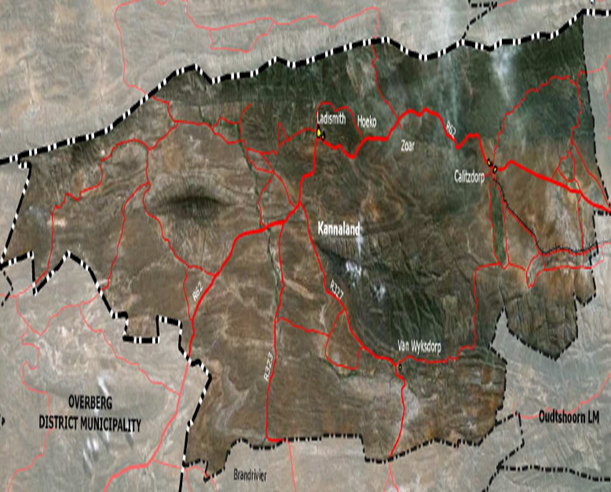 Ladismith
Hoeko
R62
Zoar
Calitzdorp
Kannaland
R62
R327
Van Wyksdorp
R323
OVERBERG
DISTRICT MUNICIPALITY
Oudtshoorn LM
Brandrivier